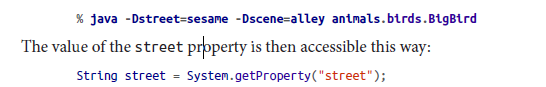 % java -Dstreet=sesame -Dscene=alley animals.birds.BigBird
The value of the street property is then accessible this way:
String street = System.getProperty("street");